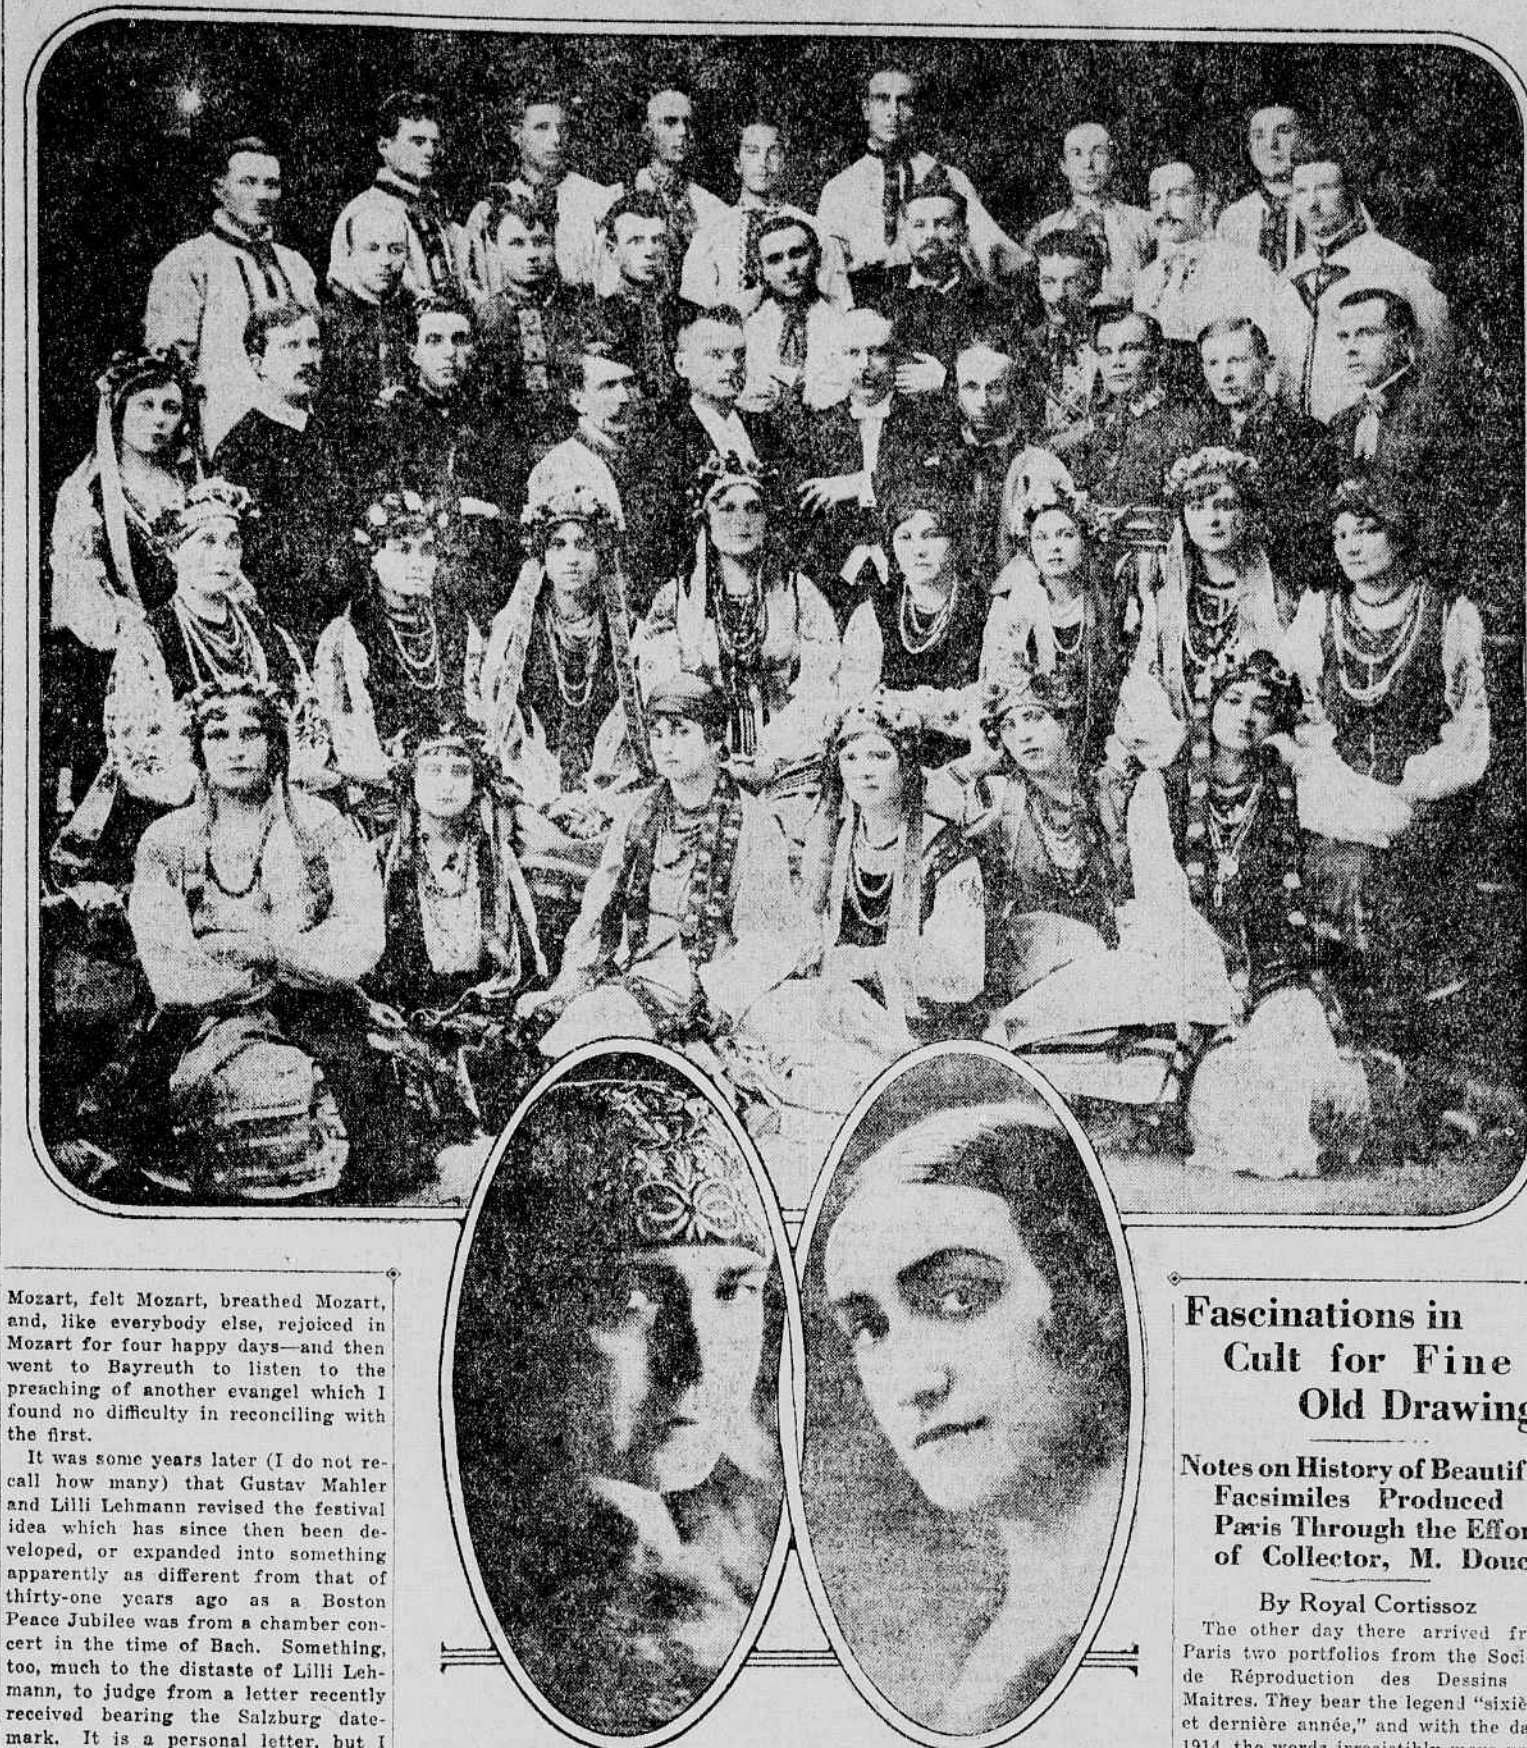 Mozart, felt Mozart, breathed Mozart,
and, like everybody else, rejoiced in
Mozart for four happy days—and then
went to Bayreuth to listen to the
preaching of another evangel which I
found no difficulty in reconciling with
the first.
It was some years later (I do not re-
call how many) that Gustav Mahler
and Lilli Lehmann revised the festival
idea which has since then been de-
veloped, or expanded into something
apparently as different from that of
thirty-one years ago as a Boston
Peace Jubilee was from a chamber con-
cert in the time of Bach. Something,
too, much to the distaste of Lilli Leh-
mann, to judge from a letter recently
received bearing the Salzburg date-
mark. It is a personal letter, but I
Fascinations in
Cult for Fine
Old Drawing
Notes on History of Beautif
Facsimiles Produced
Paris Through the Effor
of Collector, M. Douc
By Royal Cortissoz
The other day there arrived fr
Paris two portfolios from the Soci
de Réproduction des Dessins
Maitres. They bear the legend "sixiè
et dernière année," and with the da
1914, the words irresistibly